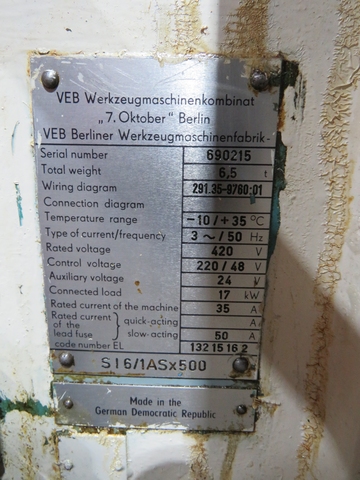 VEB Werkzeugmaschinenkombinat
„7. Oktober" Berlin
VEB Berliner Werkzeugmaschinenfabrik
Serial number 690215
Total weight 6,5 t
Wiring diagram 291.35-9760:01
Connection diagram
Temperature range -10/+35 °C
Type of current/frequency 3 ~/50 Hz
Rated voltage 420 V
Control voltage 220/48 V
Auxiliary voltage 24 V
Connected load 17 kW
Rated current of the machine 35 A
Rated current quick-acting A
of the
lead fuse slow-acting 50 A
code number EL 132 15 16 2
SI6/1ASx500
Made in the
German Democratic Republic